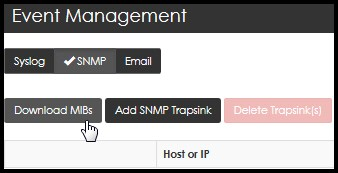 Event Management
Syslog ✔SNMP Email
Download MIBs Add SNMP Trapsink Delete Trapsink(s)
Host or IP